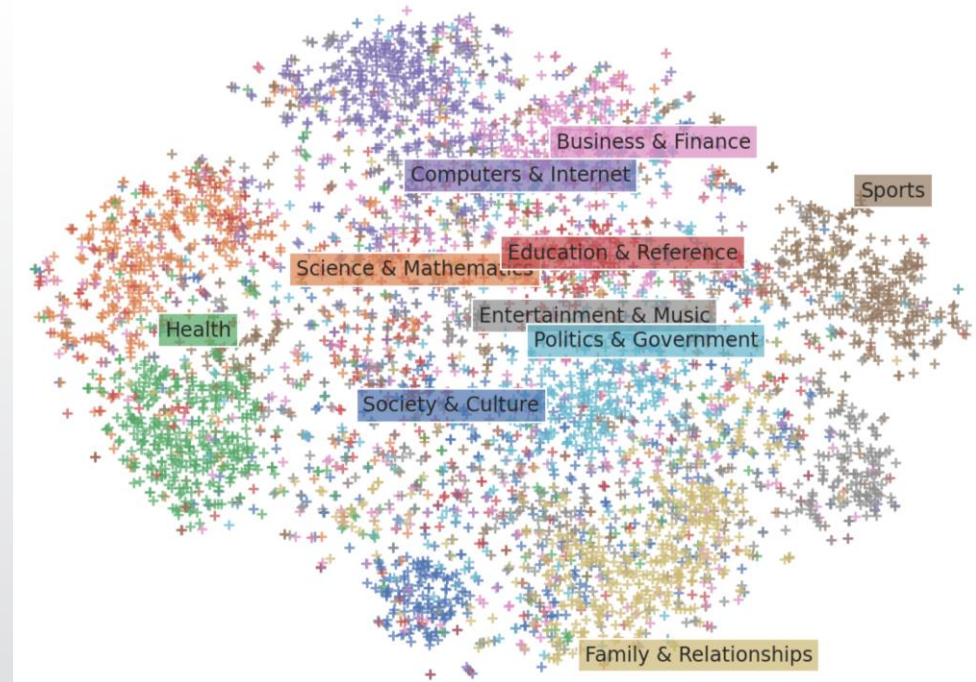 Business & Finance
Computers & Internet
Sports
Education & Reference
Science & Mathematics
Entertainment & Music
Health
Politics & Government
Society & Culture
Family & Relationships